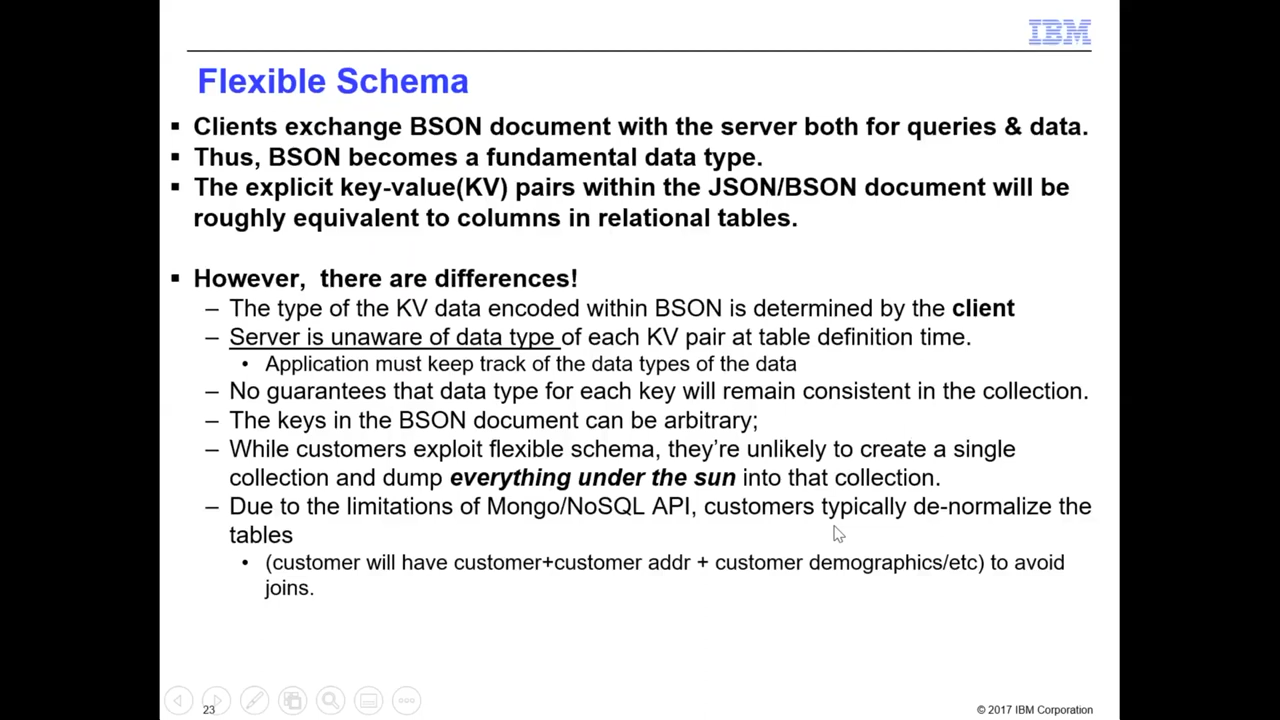 IBM
Flexible Schema
▪ Clients exchange BSON document with the server both for queries & data.
▪ Thus, BSON becomes a fundamental data type.
▪ The explicit key-value(KV) pairs within the JSON/BSON document will be
roughly equivalent to columns in relational tables.
▪ However,  there are differences!
– The type of the KV data encoded within BSON is determined by the client
– Server is unaware of data type of each KV pair at table definition time.
• Application must keep track of the data types of the data
– No guarantees that data type for each key will remain consistent in the collection.
– The keys in the BSON document can be arbitrary;
– While customers exploit flexible schema, they’re unlikely to create a single
collection and dump everything under the sun into that collection.
– Due to the limitations of Mongo/NoSQL API, customers typically de-normalize the
tables
• (customer will have customer+customer addr + customer demographics/etc) to avoid
joins.
23
© 2017 IBM Corporation